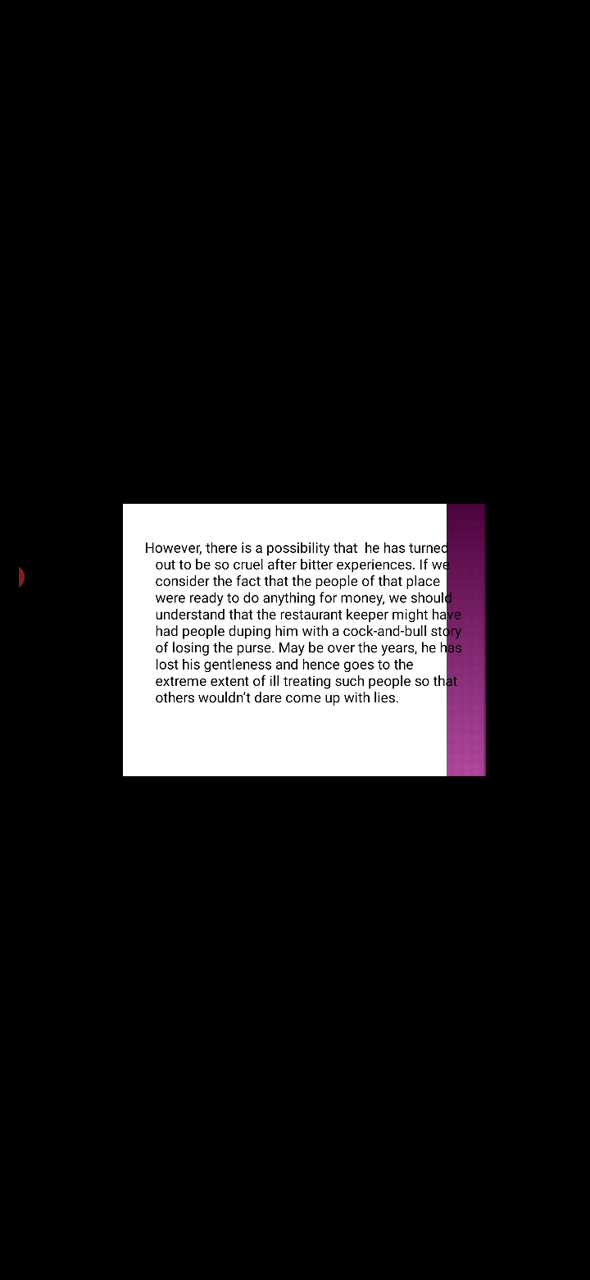 However, there is a possibility that  he has turned
out to be so cruel after bitter experiences. If we
consider the fact that the people of that place
were ready to do anything for money, we should
understand that the restaurant keeper might have
had people duping him with a cock-and-bull story
of losing the purse. May be over the years, he has
lost his gentleness and hence goes to the
extreme extent of ill treating such people so that
others wouldn't dare come up with lies.